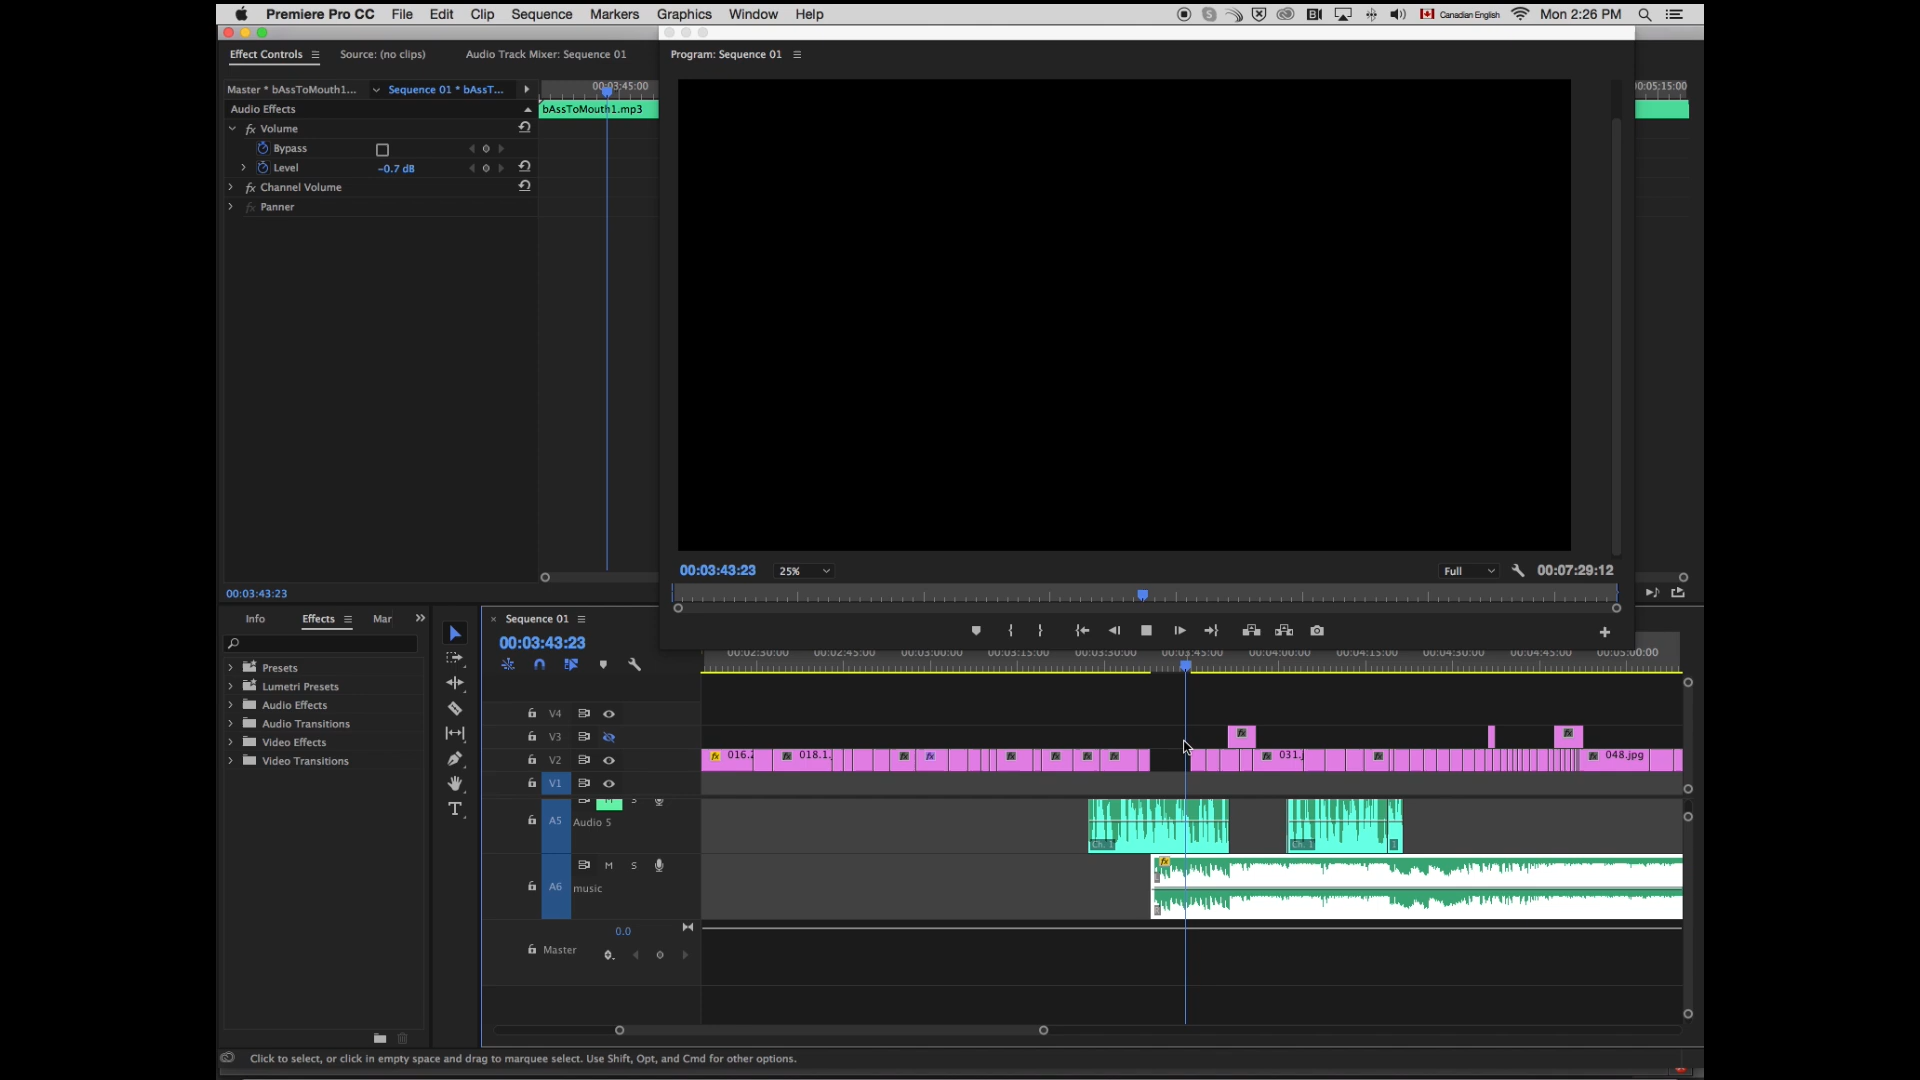 Premiere Pro CC File Edit Clip Sequence Markers Graphics Window Help
Canadian English Mon 2:26 PM
Effect Controls Source: (no clips) Audio Track Mixer: Sequence 01
Program: Sequence 01
Master * bAssToMouth1... Sequence 01 * bAssT...
00:03:45:00
0:05:15:00
Audio Effects
bAssToMouth1.mp3
fx Volume
Bypass
Level -0.7 dB
fx Channel Volume
fx Panner
00:03:43:23 25% Full 00:07:29:12
00:03:43:23
Info Effects Mar
Presets
Lumetri Presets
Audio Effects
Audio Transitions
Video Effects
Video Transitions
× Sequence 01
00:03:43:23
00:02:30:00 00:02:45:00 00:03:00:00 00:03:15:00 00:03:30:00 00:03:45:00 00:04:00:00 00:04:15:00 00:04:30:00 00:04:45:00 00:05:00:00
V4
V3
V2
016.2 018.1. 031.j 048.jpg
V1
M S
A5 Audio 5
Ch. 1 Ch. 1
M S
A6 music
0.0
Master
Click to select, or click in empty space and drag to marquee select. Use Shift, Opt, and Cmd for other options.